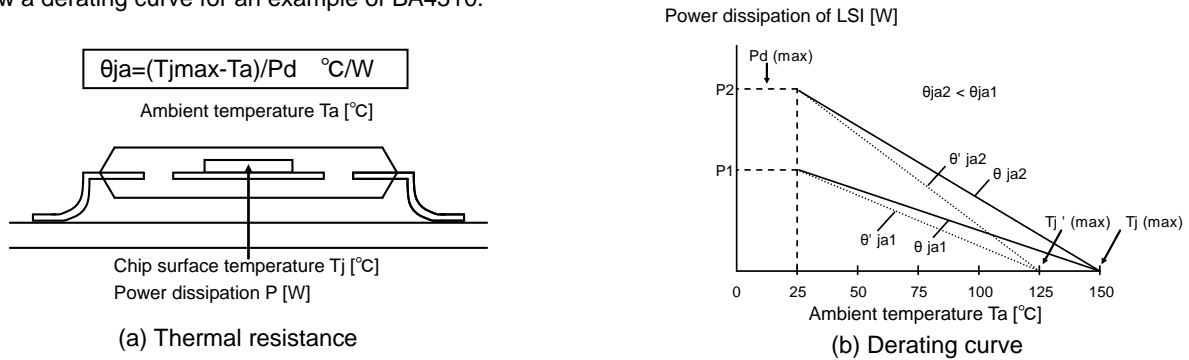 w a derating curve for an example of BA4510.
θja=(Tjmax-Ta)/Pd ℃/W
Ambient temperature Ta [℃]
Chip surface temperature Tj [℃]
Power dissipation P [W]
(a) Thermal resistance
Power dissipation of LSI [W]
Pd (max)
P2
θja2 < θja1
P1
θ' ja2
θ ja2
Tj ' (max)
Tj (max)
θ' ja1
θ ja1
0 25 50 75 100 125 150
Ambient temperature Ta [℃]
(b) Derating curve